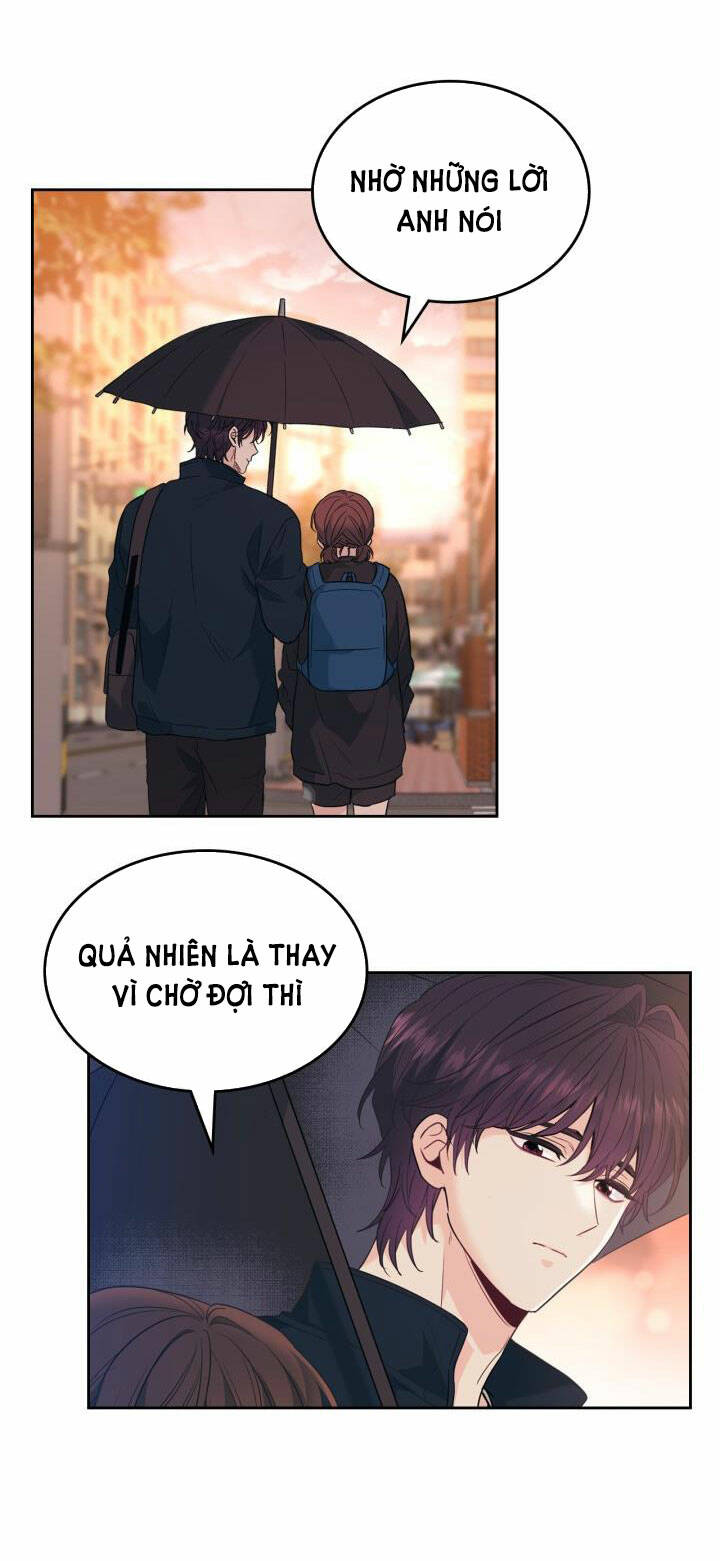 NHỜ NHỮNG LỜI
ANH NÓI
QUẢ NHIÊN LÀ THAY
VÌ CHỜ ĐỢI THÌ